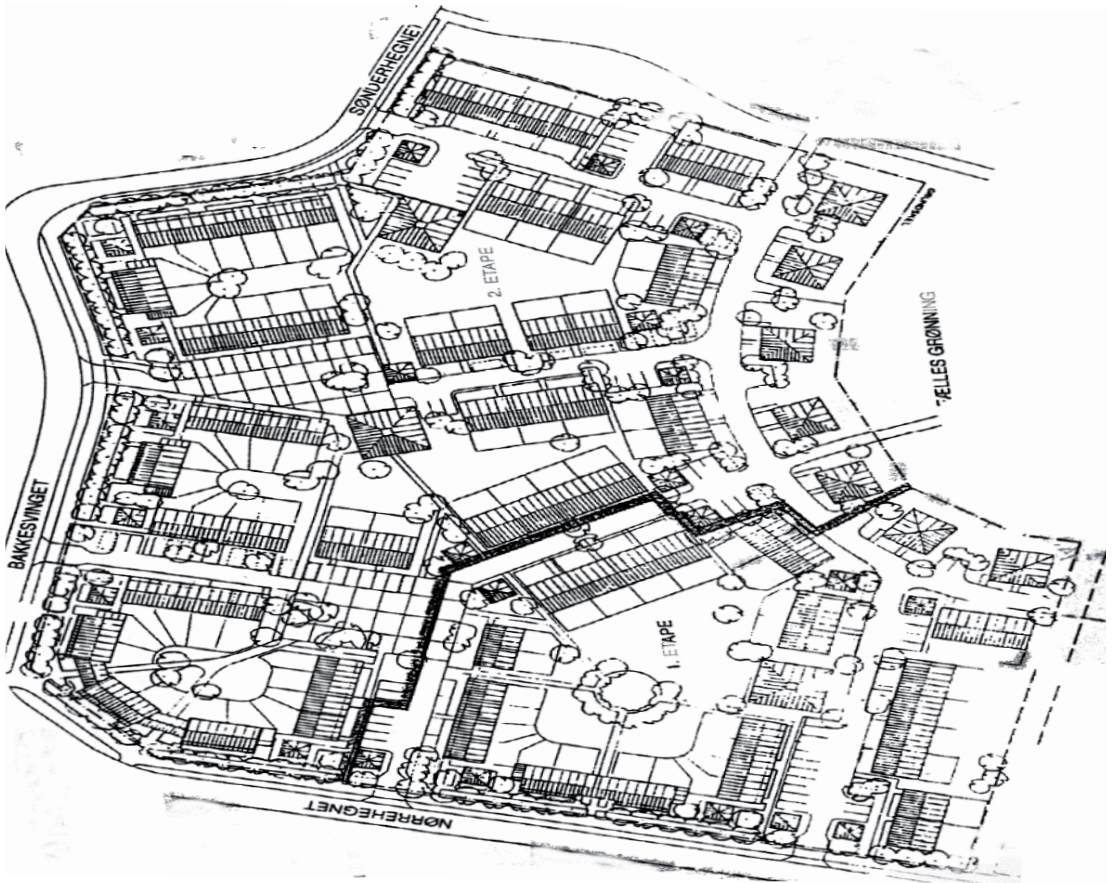 SØNDERHEGNET
2. ETAPE
FÆLLES GRØNNING
BAKKESVINGET
1. ETAPE
NØRREHEGNET